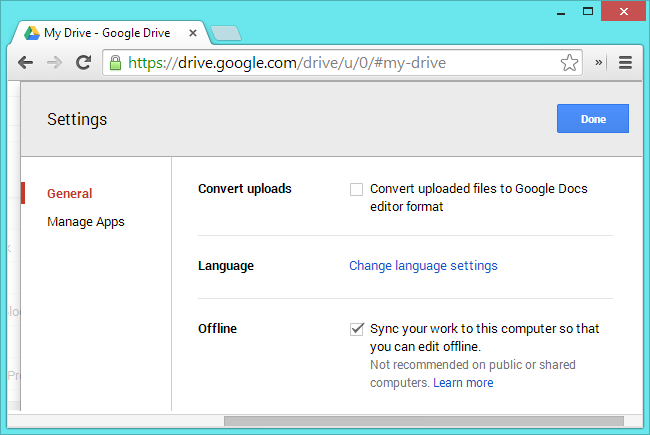 My Drive - Google Drive
https://drive.google.com/drive/u/0/#my-drive
Settings
Done
General
Manage Apps
Convert uploads
Convert uploaded files to Google Docs
editor format
Language
Change language settings
Offline
Sync your work to this computer so that
you can edit offline.
Not recommended on public or shared
computers. Learn more